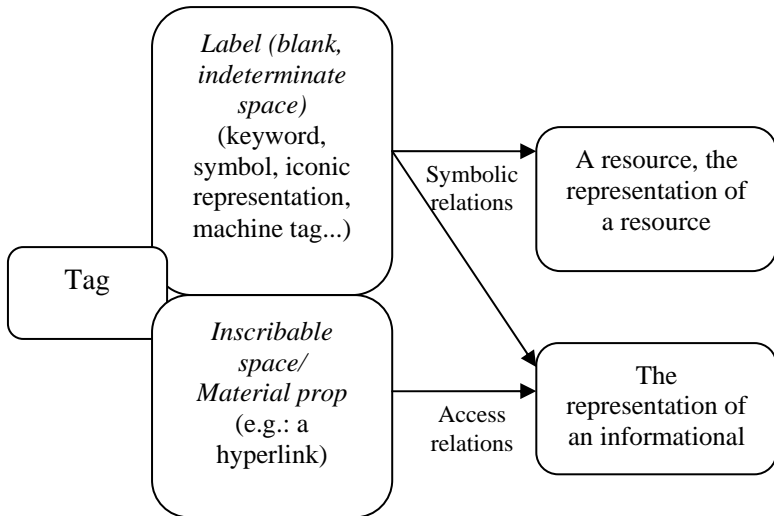 Label (blank,
indeterminate
space)
(keyword,
symbol, iconic
representation,
machine tag...)
Symbolic
relations
A resource, the
representation of
a resource
Tag
Inscribable
space/
Material prop
(e.g.: a
hyperlink)
Access
relations
The
representation of
an informational